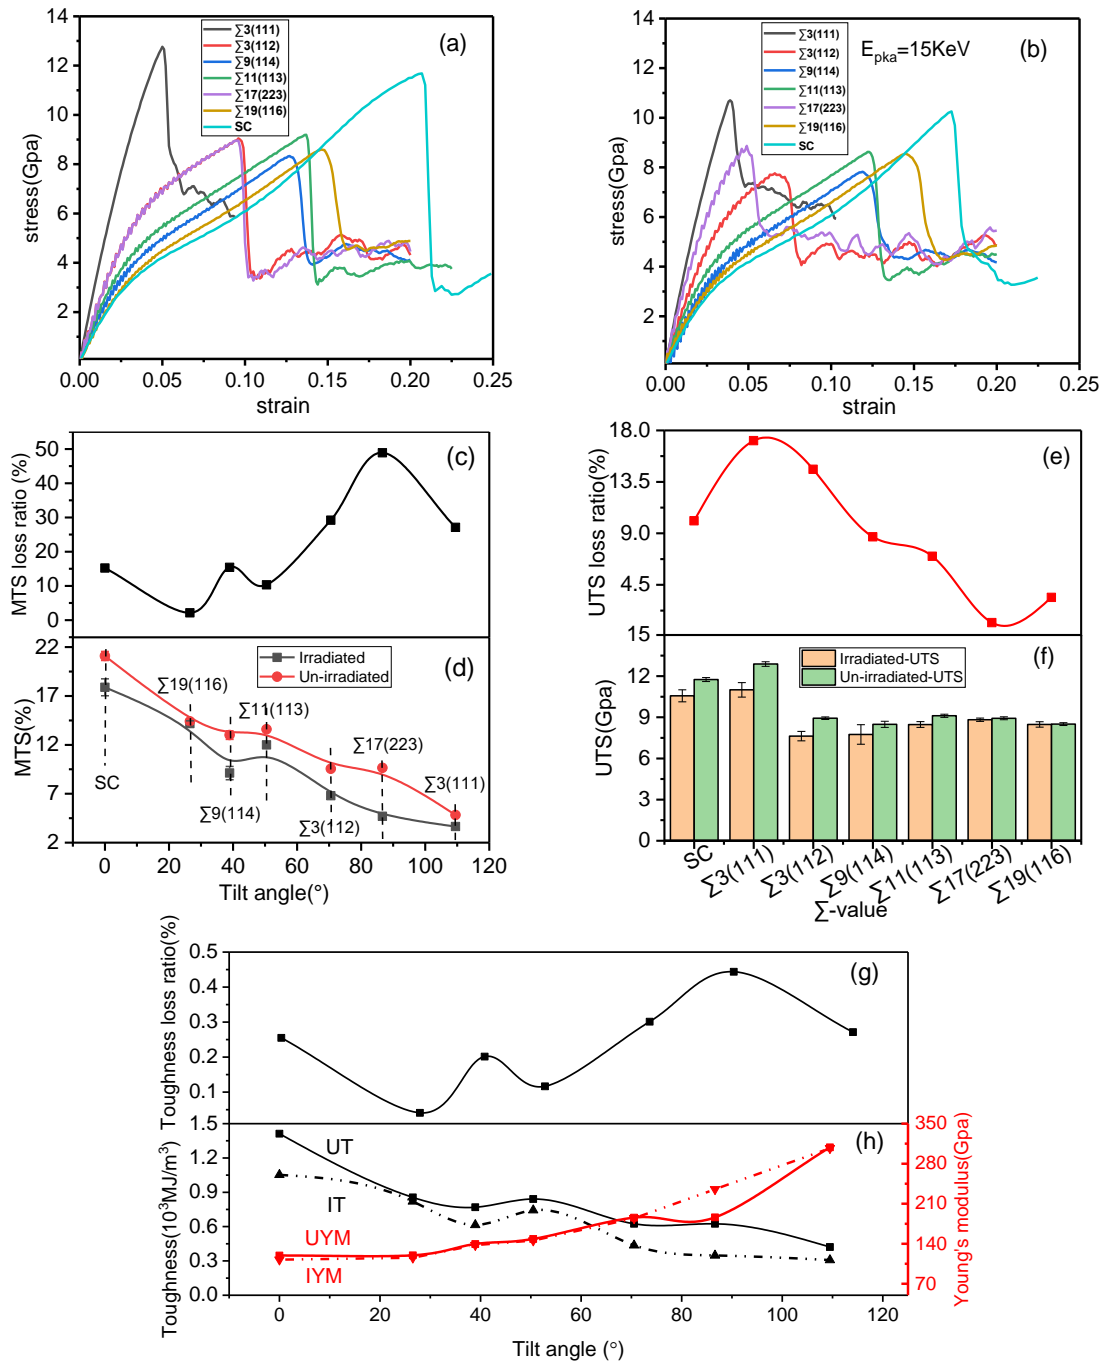 (a)
∑3(111)
∑3(112)
∑9(114)
∑11(113)
∑17(223)
∑19(116)
SC
14
12
10
8
6
4
2
0.00 0.05 0.10 0.15 0.20 0.25
stress(Gpa)
strain
(b)
E_pka=15KeV
∑3(111)
∑3(112)
∑9(114)
∑11(113)
∑17(223)
∑19(116)
SC
14
12
10
8
6
4
2
0.00 0.05 0.10 0.15 0.20 0.25
stress(Gpa)
strain
(c)
50
40
30
20
10
0
MTS loss ratio (%)
(d)
Irradiated
Un-irradiated
22
17
12
7
2
MTS(%)
SC
∑19(116)
∑9(114)
∑11(113)
∑3(112)
∑17(223)
∑3(111)
0 20 40 60 80 100 120
Tilt angle(°)
(e)
18.0
13.5
9.0
4.5
UTS loss ratio(%)
(f)
Irradiated-UTS
Un-irradiated-UTS
15
12
9
6
3
0
UTS(Gpa)
SC
∑3(111)
∑3(112)
∑9(114)
∑11(113)
∑17(223)
∑19(116)
∑-value
(g)
0.5
0.4
0.3
0.2
0.1
Toughness loss ratio(%)
(h)
1.5
1.2
0.9
0.6
0.3
0.0
Toughness(10³MJ/m³)
UT
IT
UYM
IYM
350
280
210
140
70
Young's modulus(Gpa)
0 20 40 60 80 100 120
Tilt angle (°)